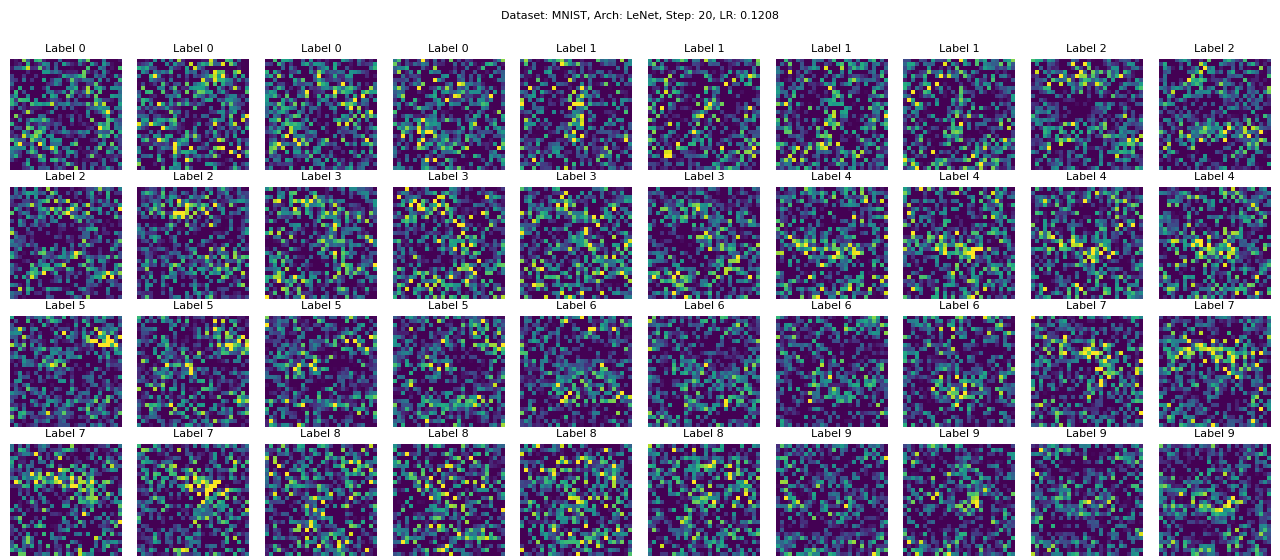 Dataset: MNIST, Arch: LeNet, Step: 20, LR: 0.1208
Label 0 Label 0 Label 0 Label 0 Label 1 Label 1 Label 1 Label 1 Label 2 Label 2
Label 2 Label 2 Label 3 Label 3 Label 3 Label 3 Label 4 Label 4 Label 4 Label 4
Label 5 Label 5 Label 5 Label 5 Label 6 Label 6 Label 6 Label 6 Label 7 Label 7
Label 7 Label 7 Label 8 Label 8 Label 8 Label 8 Label 9 Label 9 Label 9 Label 9